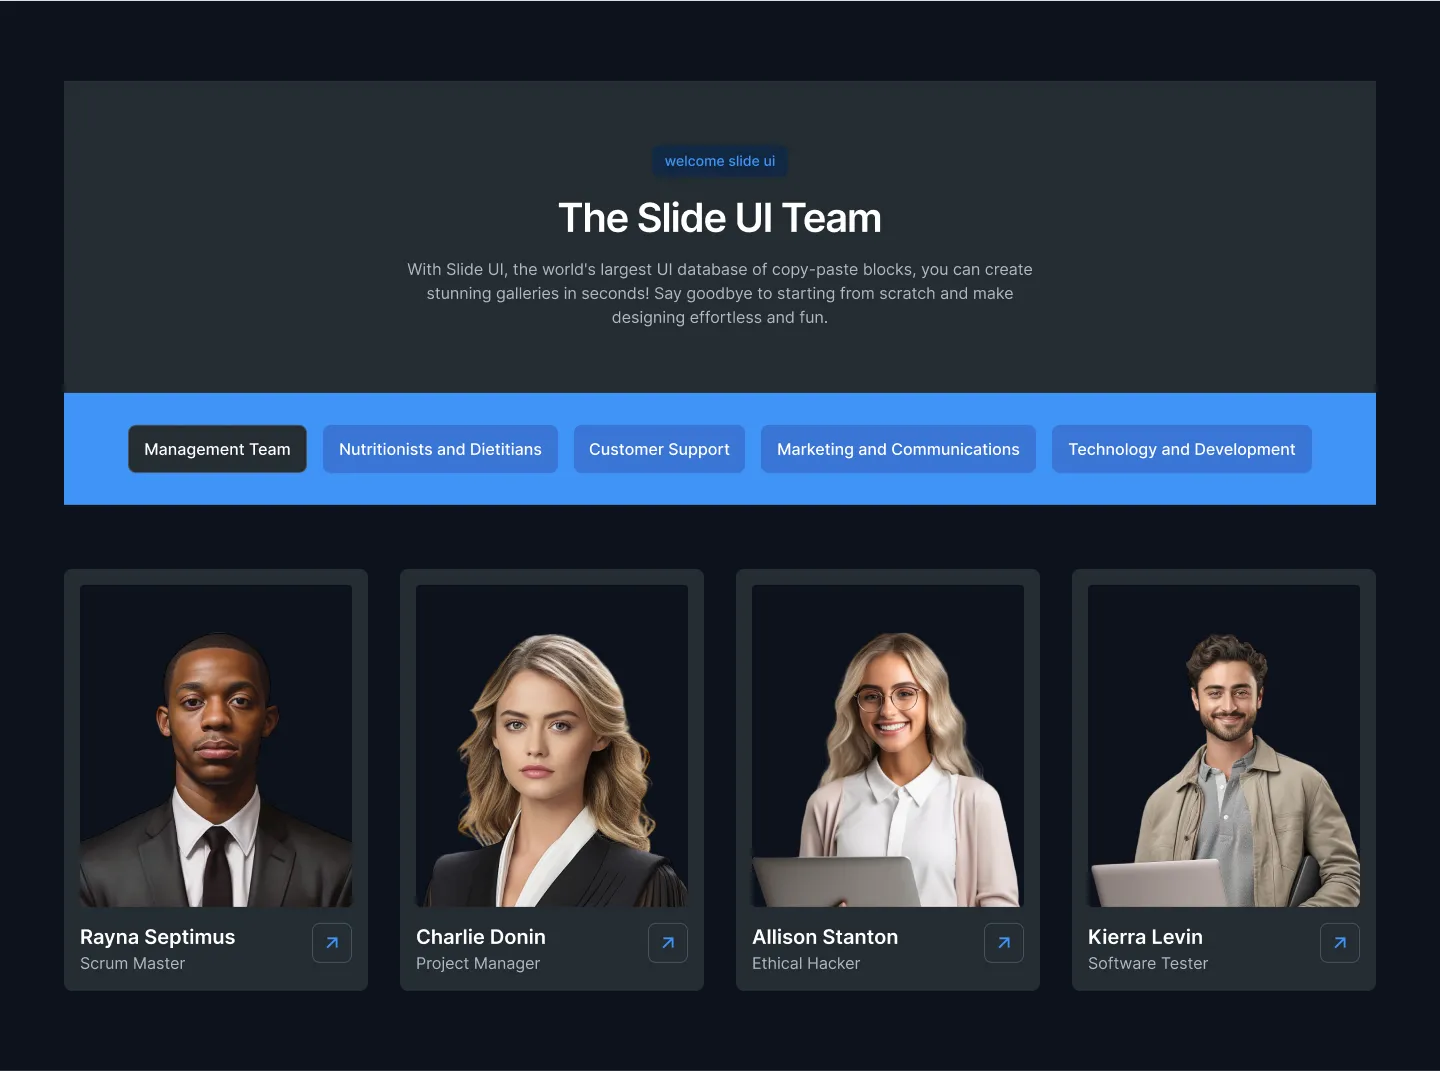 welcome slide ui
The Slide UI Team
With Slide UI, the world's largest UI database of copy-paste blocks, you can create
stunning galleries in seconds! Say goodbye to starting from scratch and make
designing effortless and fun.
Management Team
Nutritionists and Dietitians
Customer Support
Marketing and Communications
Technology and Development
Rayna Septimus
Scrum Master
Charlie Donin
Project Manager
Allison Stanton
Ethical Hacker
Kierra Levin
Software Tester